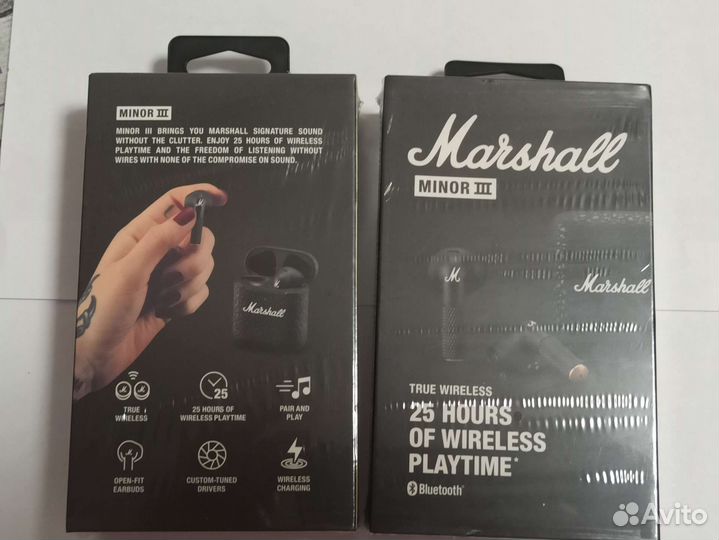 MINOR III
MINOR III BRINGS YOU MARSHALL SIGNATURE SOUND
WITHOUT THE CLUTTER. ENJOY 25 HOURS OF WIRELESS
PLAYTIME AND THE FREEDOM OF LISTENING WITHOUT
WIRES WITH NONE OF THE COMPROMISE ON SOUND.
Marshall
25
TRUE
WIRELESS
25 HOURS OF
WIRELESS PLAYTIME
PAIR AND
PLAY
OPEN-FIT
EARBUDS
CUSTOM-TUNED
DRIVERS
WIRELESS
CHARGING
Marshall
MINOR III
M
Marshall
TRUE WIRELESS
25 HOURS
OF WIRELESS
PLAYTIME*
Bluetooth®
Avito